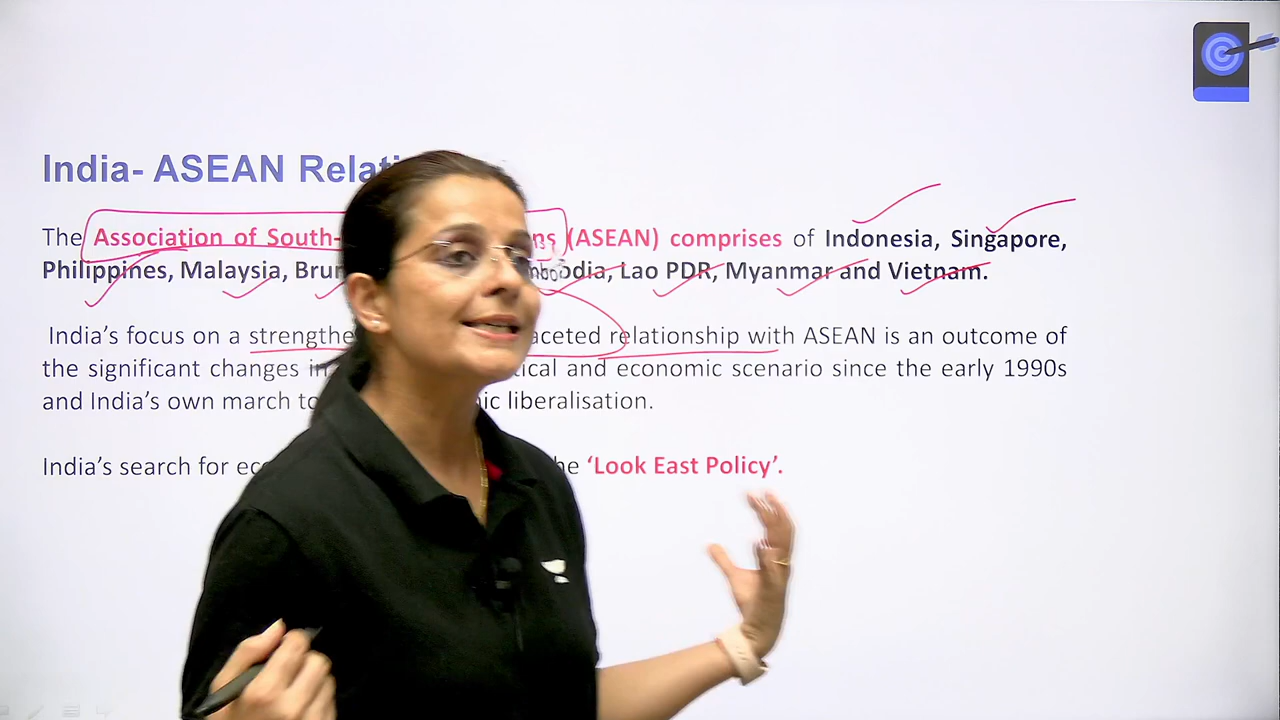 India- ASEAN Relati
The Association of South- ns (ASEAN) comprises of Indonesia, Singapore,
Philippines, Malaysia, Bru mbodia, Lao PDR, Myanmar and Vietnam.
India’s focus on a strengthe aceted relationship with ASEAN is an outcome of
the significant changes in tical and economic scenario since the early 1990s
and India’s own march to ic liberalisation.
India’s search for ec he ‘Look East Policy’.